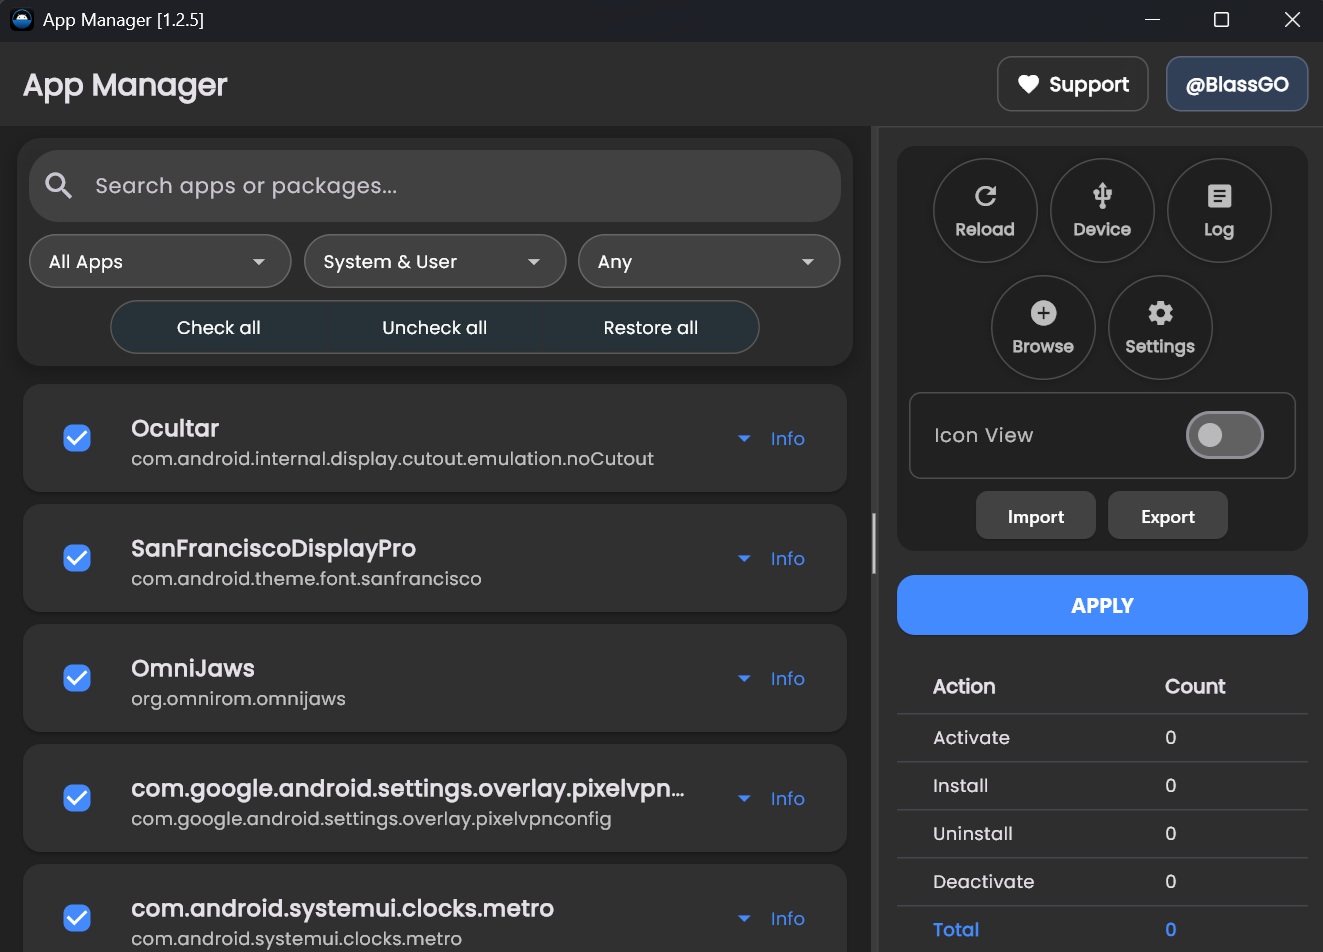 App Manager [1.2.5]
App Manager
Support
@BlassGO
Search apps or packages...
All Apps
System & User
Any
Check all
Uncheck all
Restore all
Ocultar
com.android.internal.display.cutout.emulation.noCutout
Info
SanFranciscoDisplayPro
com.android.theme.font.sanfrancisco
Info
OmniJaws
org.omnirom.omnijaws
Info
com.google.android.settings.overlay.pixelvpn...
com.google.android.settings.overlay.pixelvpnconfig
Info
com.android.systemui.clocks.metro
com.android.systemui.clocks.metro
Info
Reload
Device
Log
Browse
Settings
Icon View
Import
Export
APPLY
Action Count
Activate 0
Install 0
Uninstall 0
Deactivate 0
Total 0